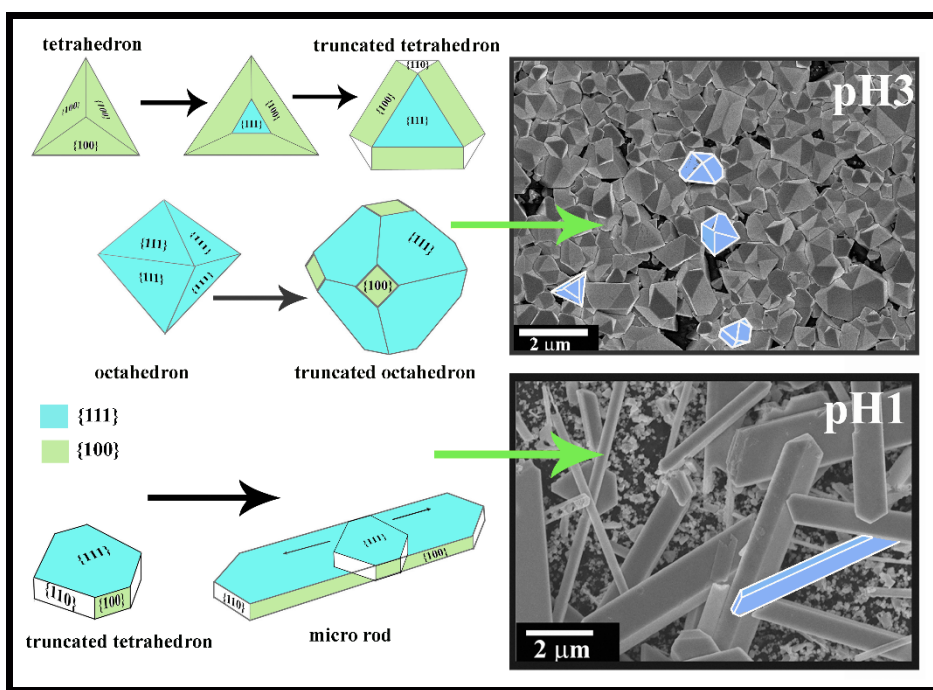 tetrahedron
truncated tetrahedron
{100}
{100}
{100}
{100}
{111}
{110}
{100}
{111}
pH3
2 μm
{111}
{111}
{111}
{111}
{111}
{100}
octahedron
truncated octahedron
{111}
{100}
pH1
2 μm
{111}
{110}
{100}
{111}
{100}
{110}
truncated tetrahedron
micro rod